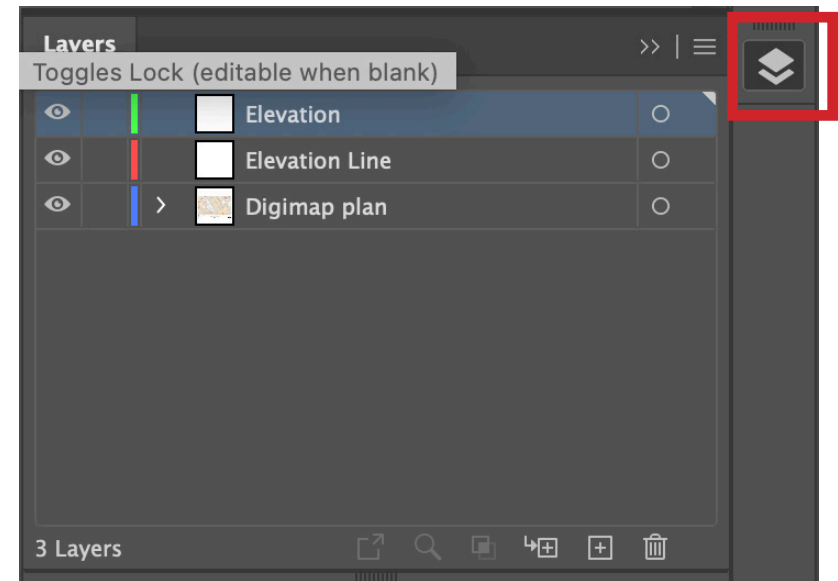 Layers
Toggles Lock (editable when blank)
Elevation
Elevation Line
Digimap plan
3 Layers